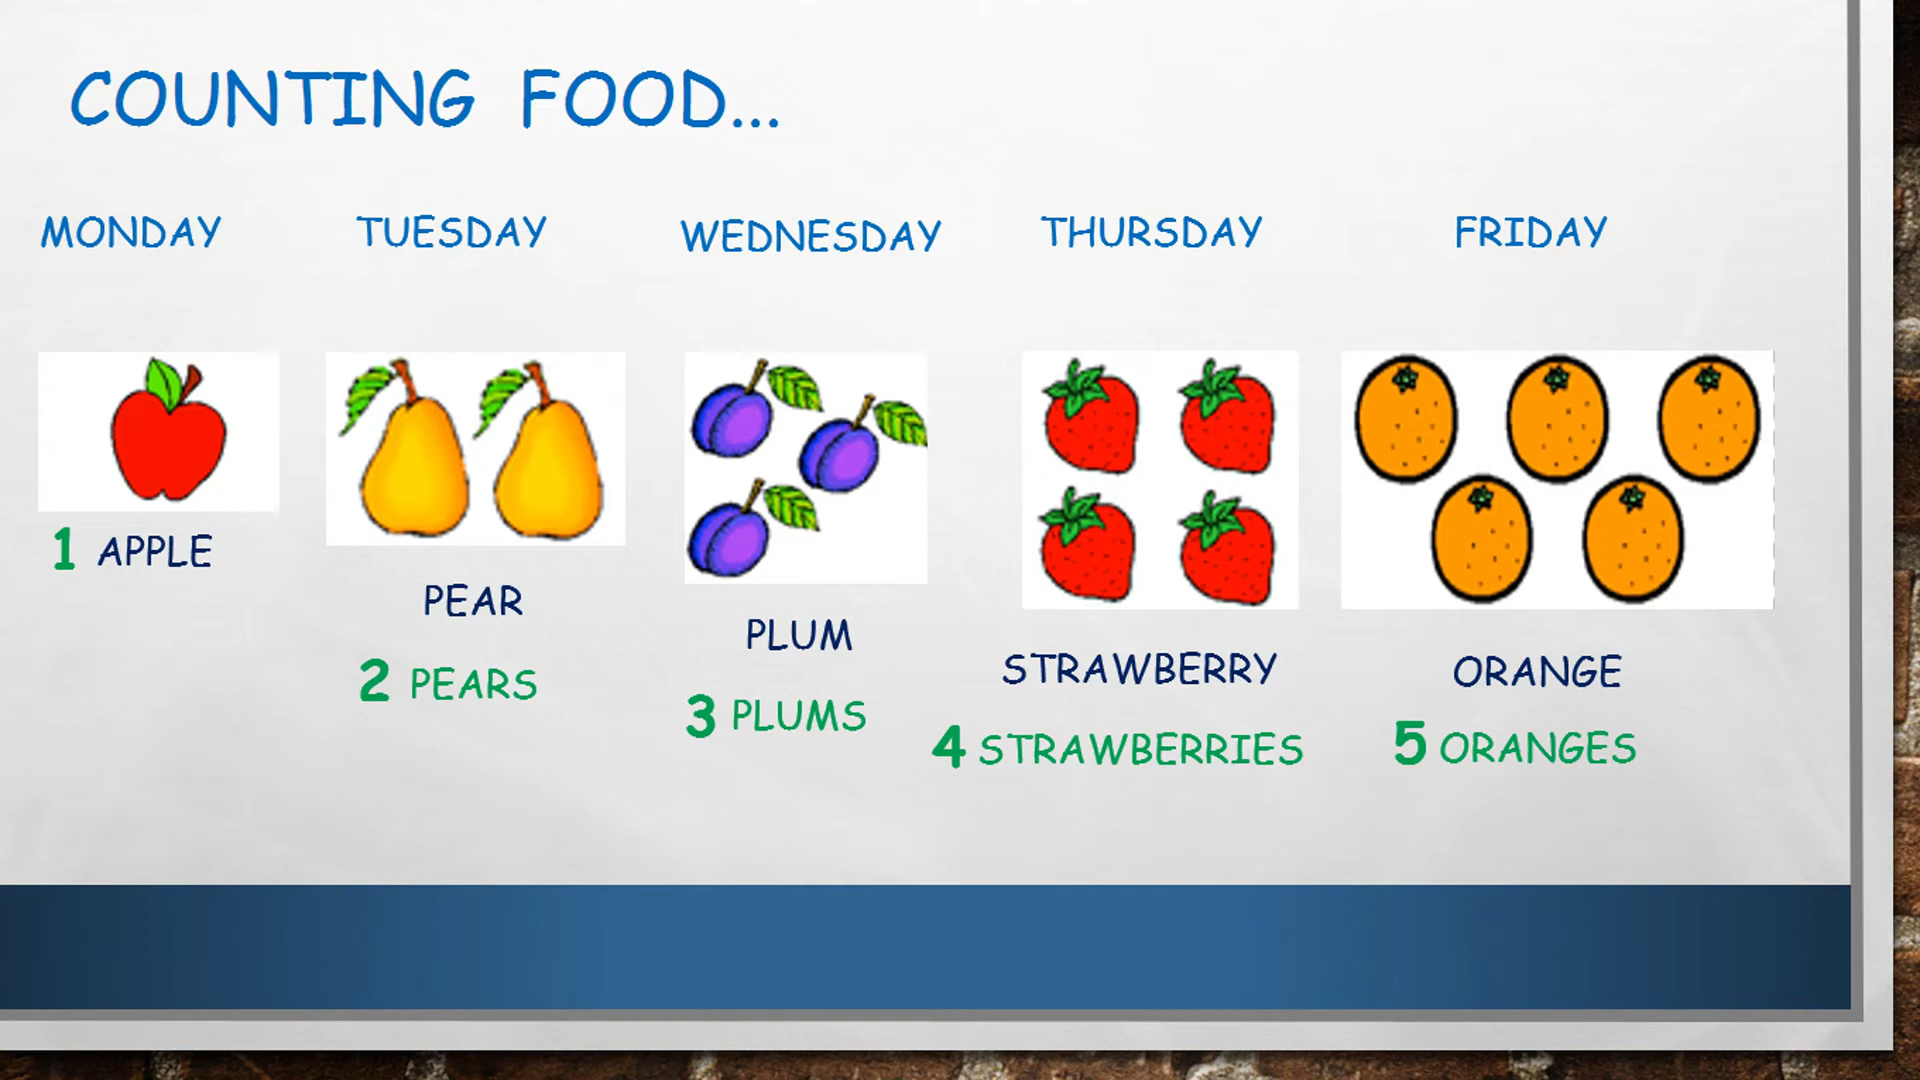 COUNTING FOOD...
MONDAY
TUESDAY
WEDNESDAY
THURSDAY
FRIDAY
1 APPLE
PEAR
2 PEARS
PLUM
3 PLUMS
STRAWBERRY
4 STRAWBERRIES
ORANGE
5 ORANGES